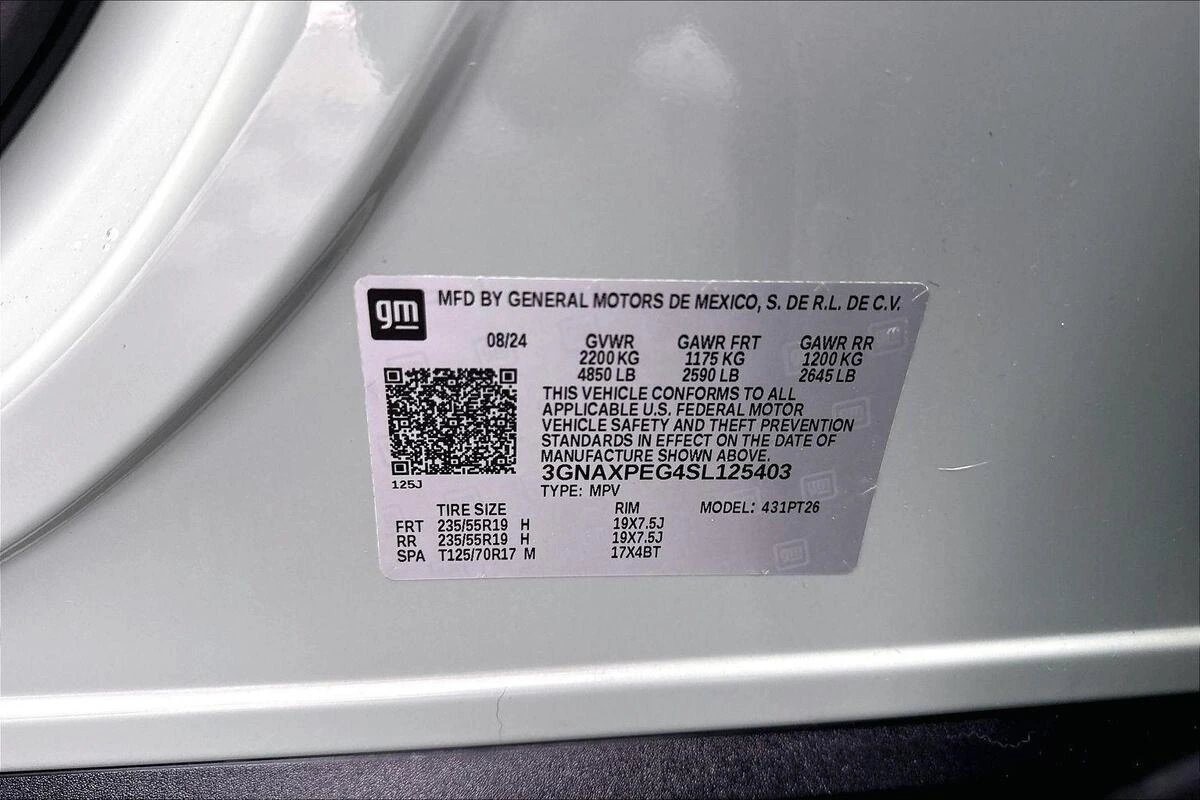 gm MFD BY GENERAL MOTORS DE MEXICO, S. DE R.L. DE C.V.
08/24 GVWR GAWR FRT GAWR RR
2200 KG 1175 KG 1200 KG
4850 LB 2590 LB 2645 LB
THIS VEHICLE CONFORMS TO ALL
APPLICABLE U.S. FEDERAL MOTOR
VEHICLE SAFETY AND THEFT PREVENTION
STANDARDS IN EFFECT ON THE DATE OF
MANUFACTURE SHOWN ABOVE.
3GNAXPEG4SL125403
125J
TYPE: MPV
TIRE SIZE RIM MODEL: 431PT26
FRT 235/55R19 H 19X7.5J
RR 235/55R19 H 19X7.5J
SPA T125/70R17 M 17X4BT